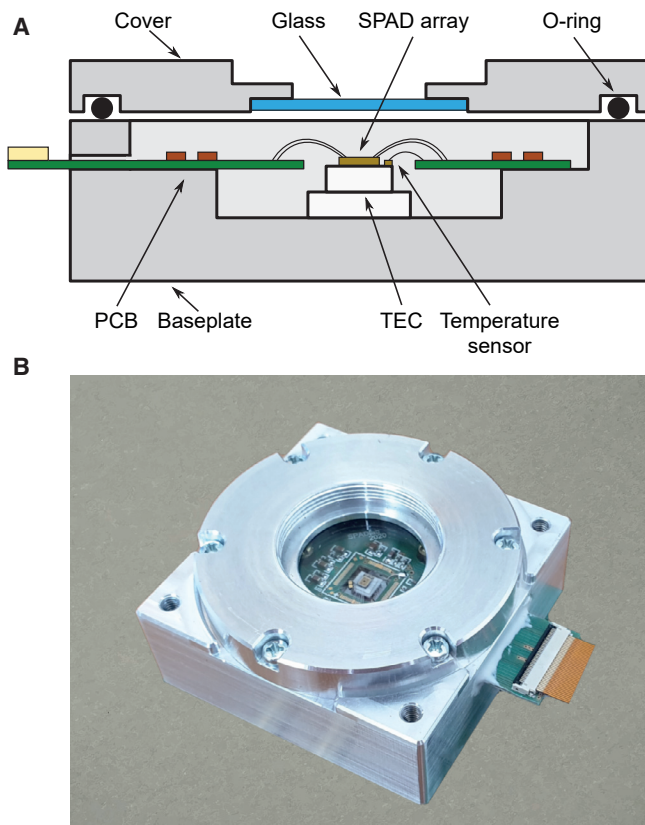 A
Cover Glass SPAD array O-ring
PCB Baseplate TEC Temperature
sensor
B